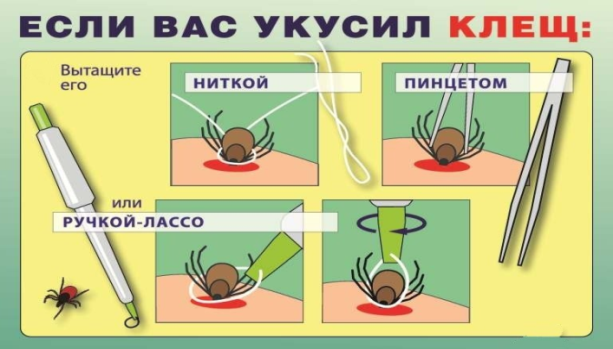 ЕСЛИ ВАС УКУСИЛ КЛЕЩ:
Вытащите
его
НИТКОЙ
ПИНЦЕТОМ
или
РУЧКОЙ-ЛАССО